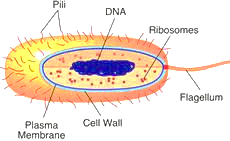 Pili
DNA
Ribosomes
Flagellum
Cell Wall
Plasma
Membrane